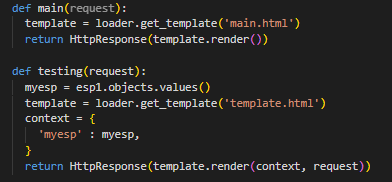 def main(request):
  template = loader.get_template('main.html')
  return HttpResponse(template.render())

def testing(request):
  myesp = esp1.objects.values()
  template = loader.get_template('template.html')
  context = {
    'myesp' : myesp,
  }
  return HttpResponse(template.render(context, request))